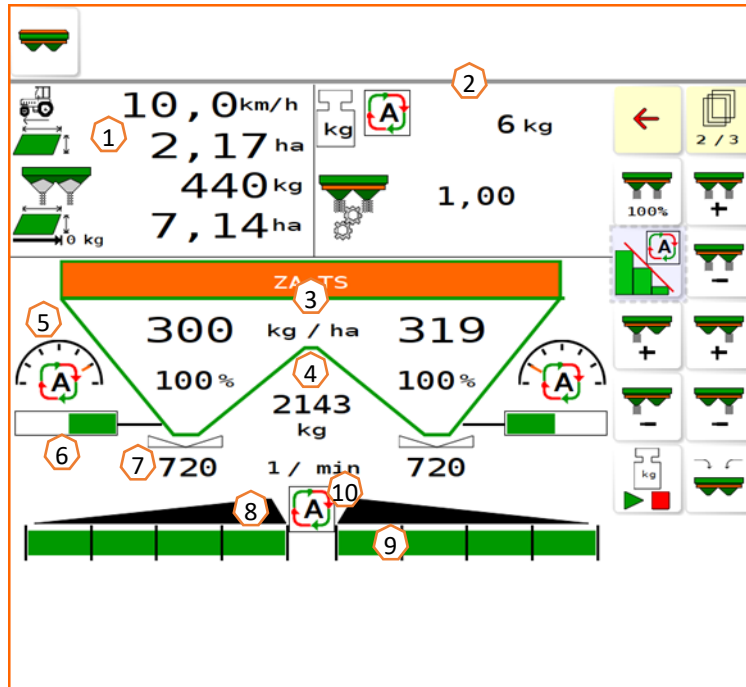 2
10,0 km/h
1
2,17 ha
440 kg
7,14 ha
0 kg
kg
A
6 kg
1,00
2 / 3
100%
+
A
-
+
+
-
-
kg
ZA-TS
3
300 kg / ha 319
5
A
100% 4 100%
A
2143
kg
6
7
720 1 / min 720
8
A
10
9